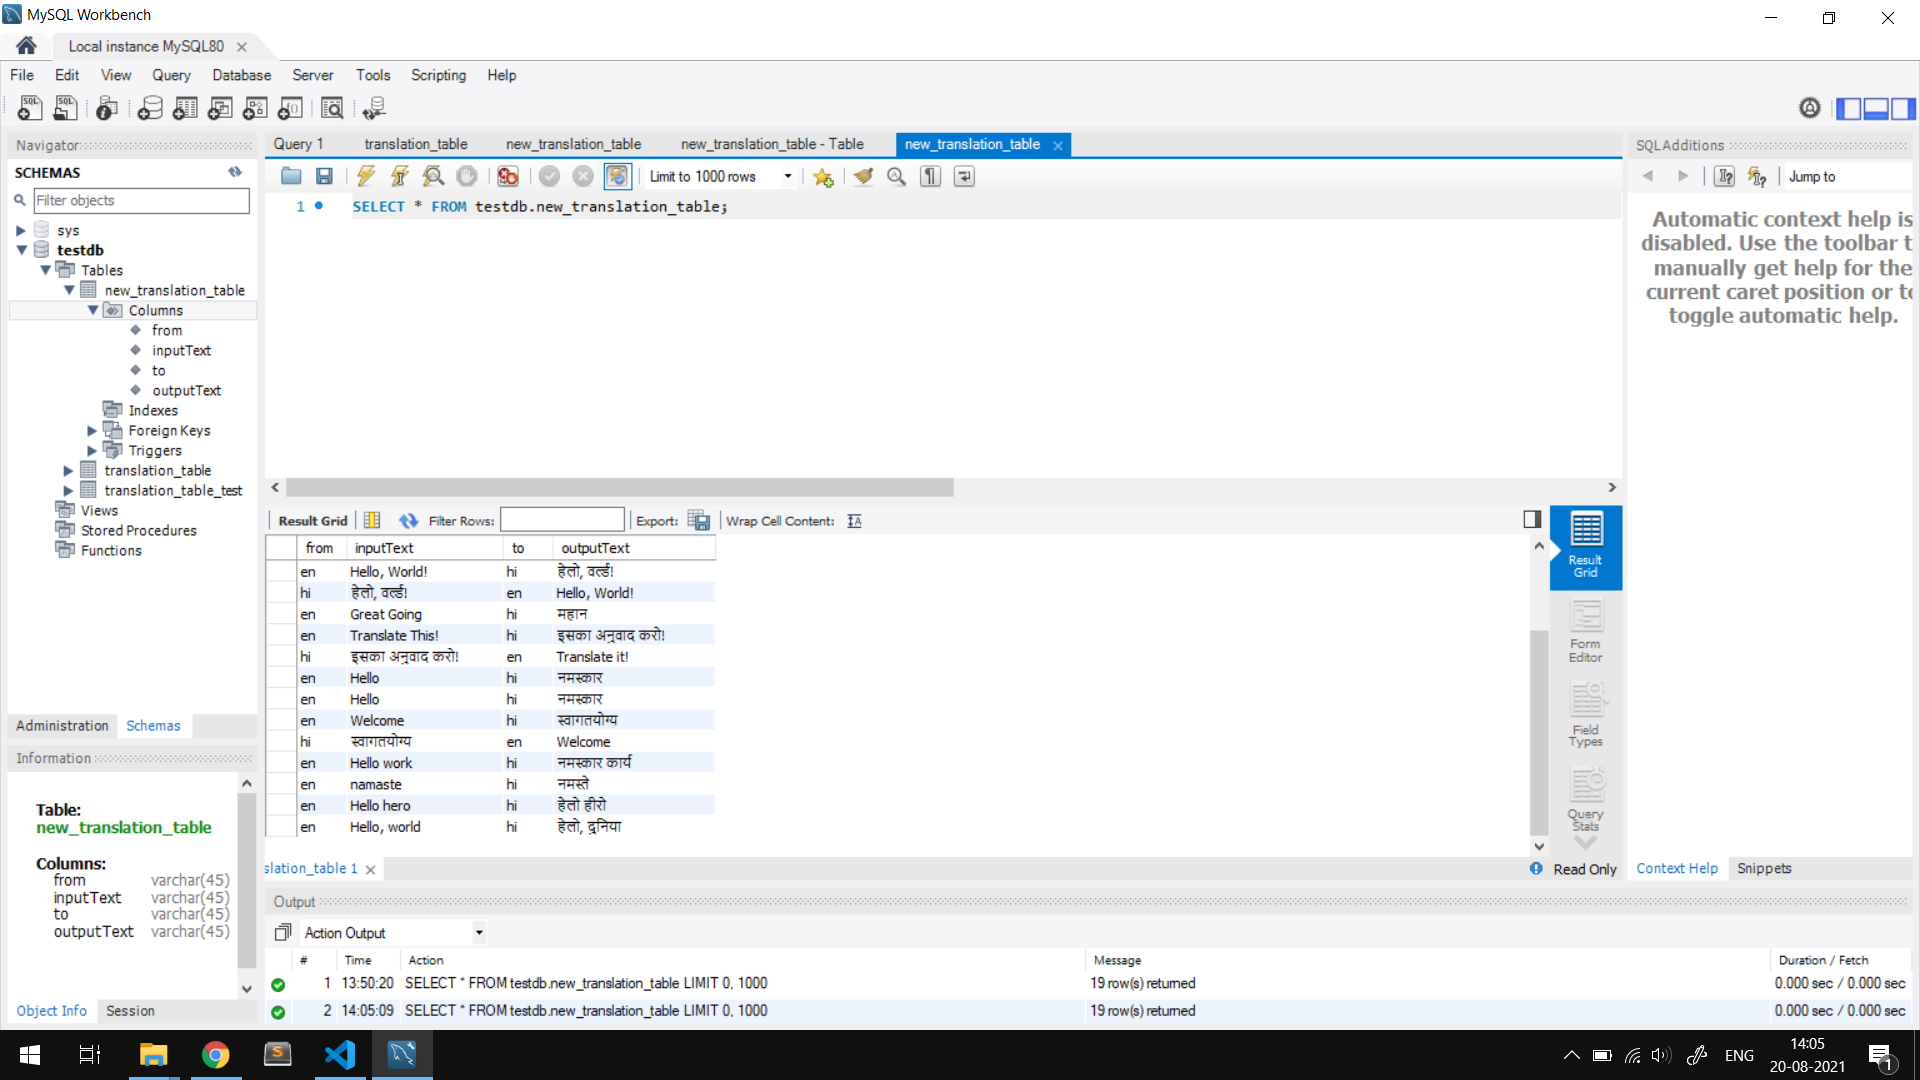 MySQL Workbench
Local instance MySQL80
File Edit View Query Database Server Tools Scripting Help
Navigator
SCHEMAS
Filter objects
sys
testdb
Tables
new_translation_table
Columns
from
inputText
to
outputText
Indexes
Foreign Keys
Triggers
translation_table
translation_table_test
Views
Stored Procedures
Functions
Administration Schemas
Information
Table:
new_translation_table
Columns:
from varchar(45)
inputText varchar(45)
to varchar(45)
outputText varchar(45)
Object Info Session
Query 1 translation_table new_translation_table new_translation_table - Table new_translation_table
Limit to 1000 rows
1 SELECT * FROM testdb.new_translation_table;
Result Grid Filter Rows: Export: Wrap Cell Content:
from inputText to outputText
en Hello, World! hi हेलो, वर्ल्ड!
hi हेलो, वर्ल्ड! en Hello, World!
en Great Going hi महान
en Translate This! hi इसका अनुवाद करो!
hi इसका अनुवाद करो! en Translate it!
en Hello hi नमस्कार
en Hello hi नमस्कार
en Welcome hi स्वागतयोग्य
hi स्वागतयोग्य en Welcome
en Hello work hi नमस्कार कार्य
en namaste hi नमस्ते
en Hello hero hi हेलो हीरो
en Hello, world hi हेलो, दुनिया
Result
Grid
Form
Editor
Field
Types
Query
Stats
slation_table 1
Read Only
SQLAdditions
Jump to
Automatic context help is
disabled. Use the toolbar t
manually get help for the
current caret position or to
toggle automatic help.
Context Help Snippets
Output
Action Output
# Time Action Message Duration / Fetch
1 13:50:20 SELECT * FROM testdb.new_translation_table LIMIT 0, 1000 19 row(s) returned 0.000 sec / 0.000 sec
2 14:05:09 SELECT * FROM testdb.new_translation_table LIMIT 0, 1000 19 row(s) returned 0.000 sec / 0.000 sec
ENG
14:05
20-08-2021
1